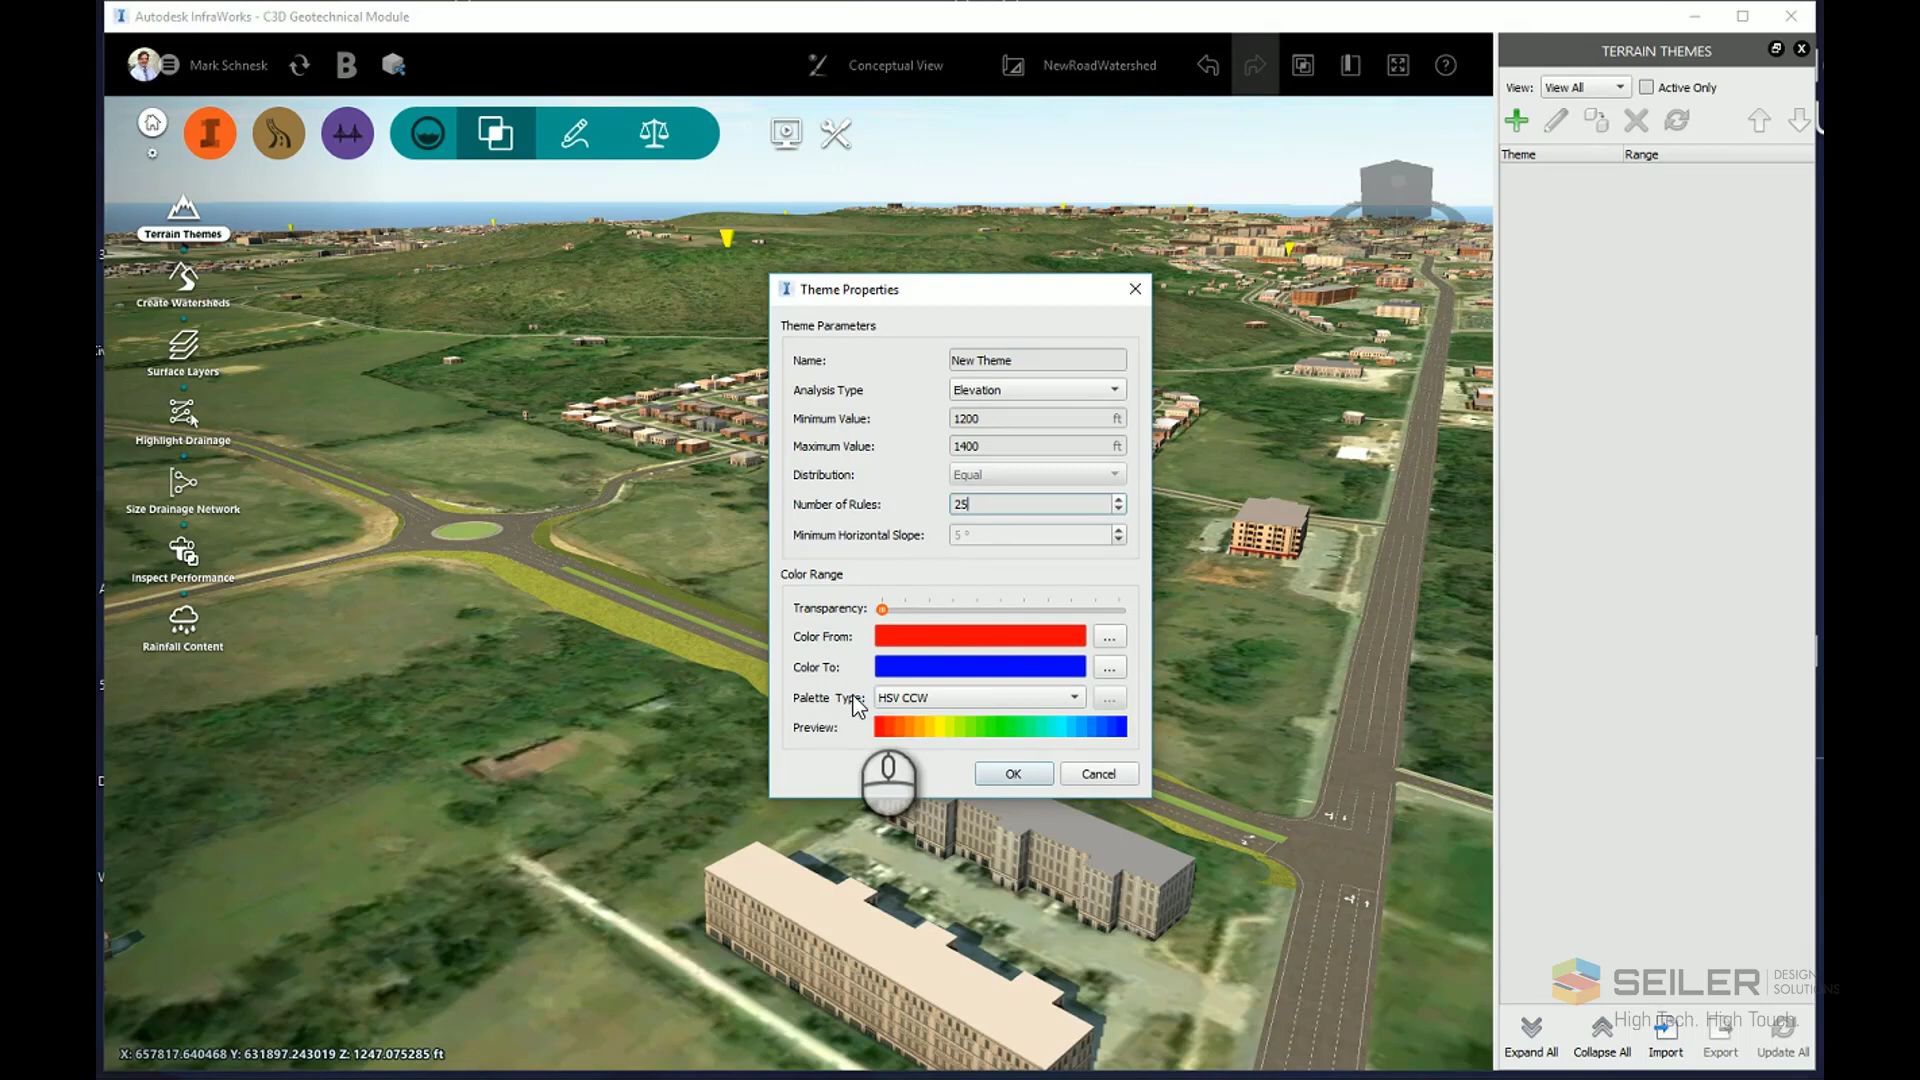 Autodesk InfraWorks - C3D Geotechnical Module
Mark Schnesk
Conceptual View
NewRoadWatershed
TERRAIN THEMES
View: View All Active Only
Theme Range
Terrain Themes
Create Watersheds
Surface Layers
Highlight Drainage
Size Drainage Network
Inspect Performance
Rainfall Content
Theme Properties
Theme Parameters
Name: New Theme
Analysis Type Elevation
Minimum Value: 1200 ft
Maximum Value: 1400 ft
Distribution: Equal
Number of Rules: 25
Minimum Horizontal Slope: 5 °
Color Range
Transparency:
Color From: ...
Color To: ...
Palette Type: HSV CCW ...
Preview:
OK Cancel
SEILER DESIGN SOLUTIONS
High Tech. High Touch.
Expand All Collapse All Import Export Update All
X: 657817.640468 Y: 631897.243019 Z: 1247.075285 ft